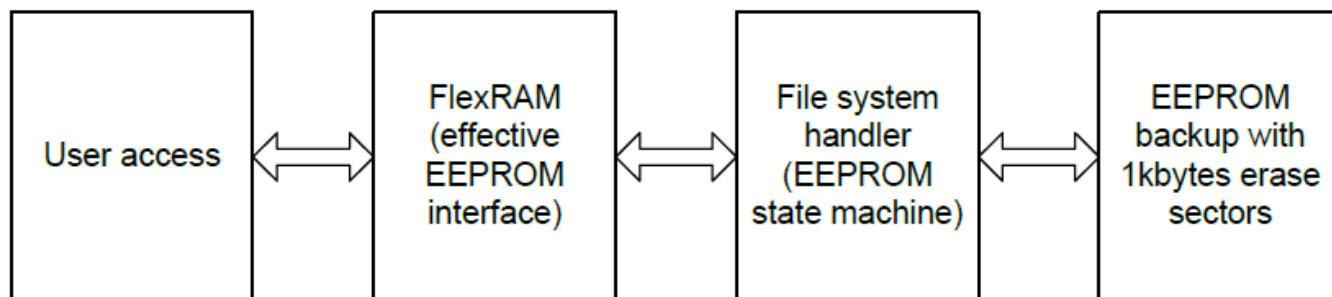 User access
FlexRAM
(effective
EEPROM
interface)
File system
handler
(EEPROM
state machine)
EEPROM
backup with
1kbytes erase
sectors